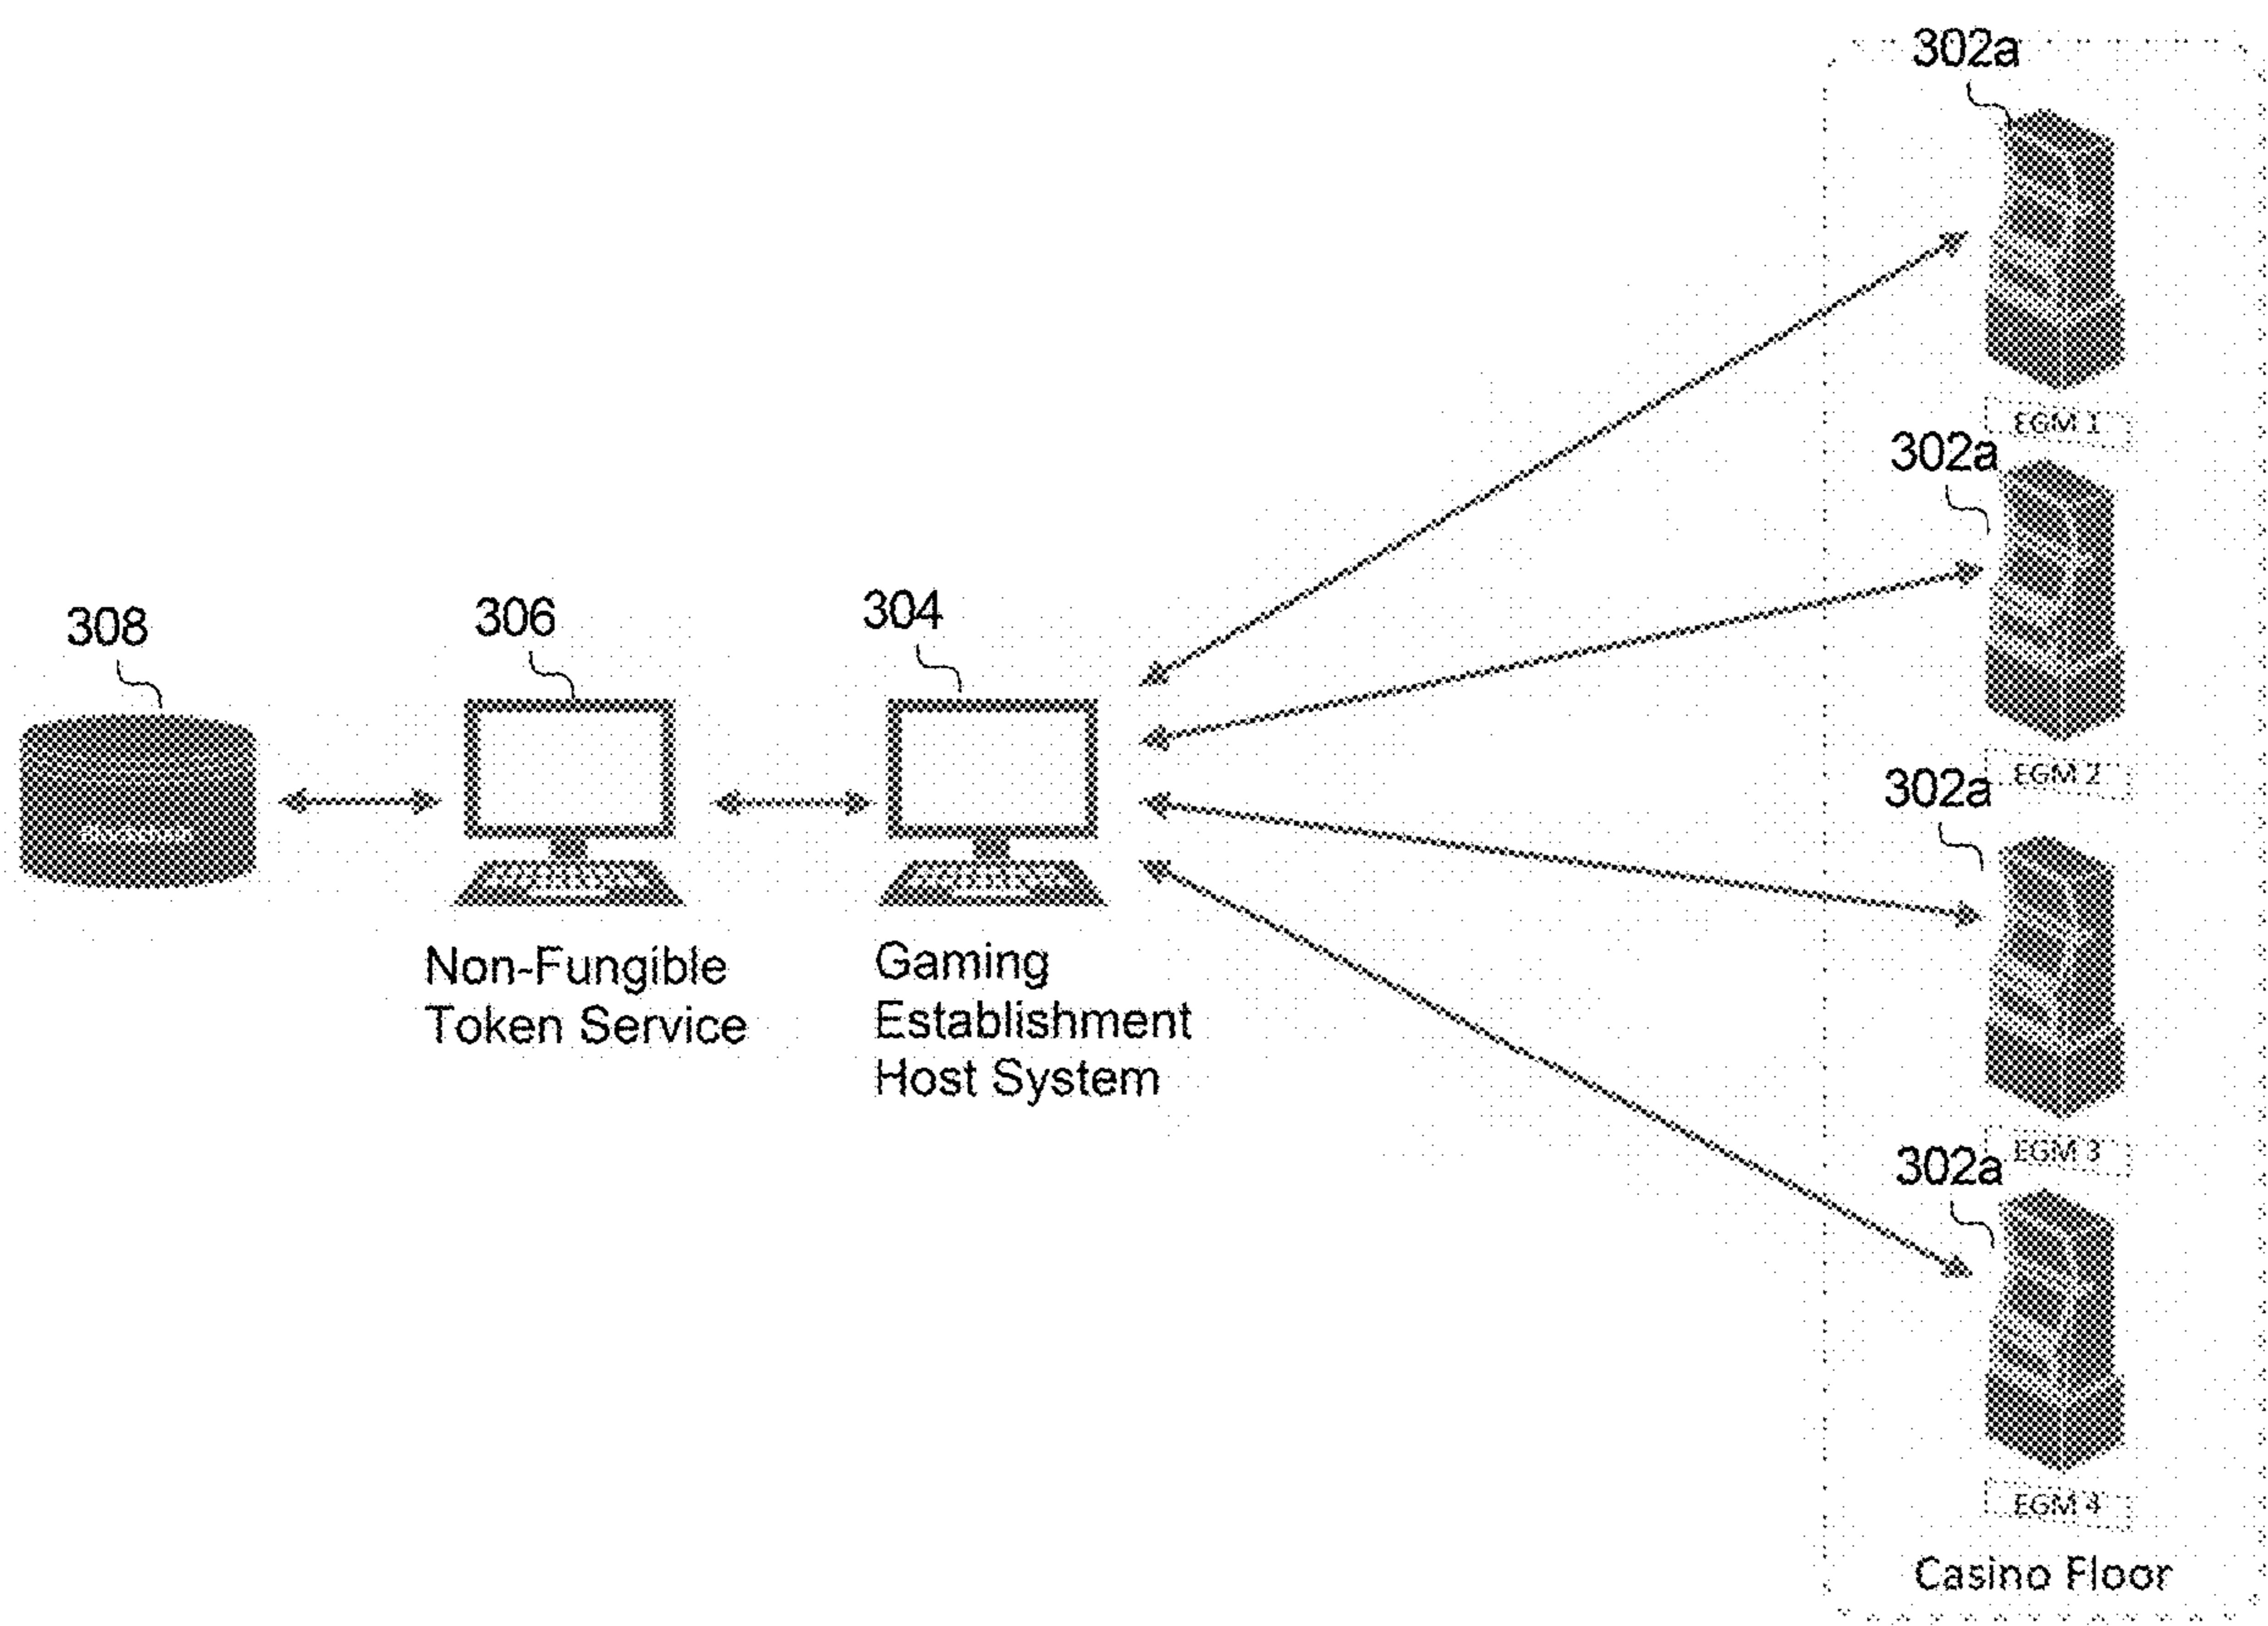 302a
EGM 1
302a
EGM 2
302a
EGM 3
302a
EGM 4
Casino Floor
308
306
304
Non-Fungible
Token Service
Gaming
Establishment
Host System